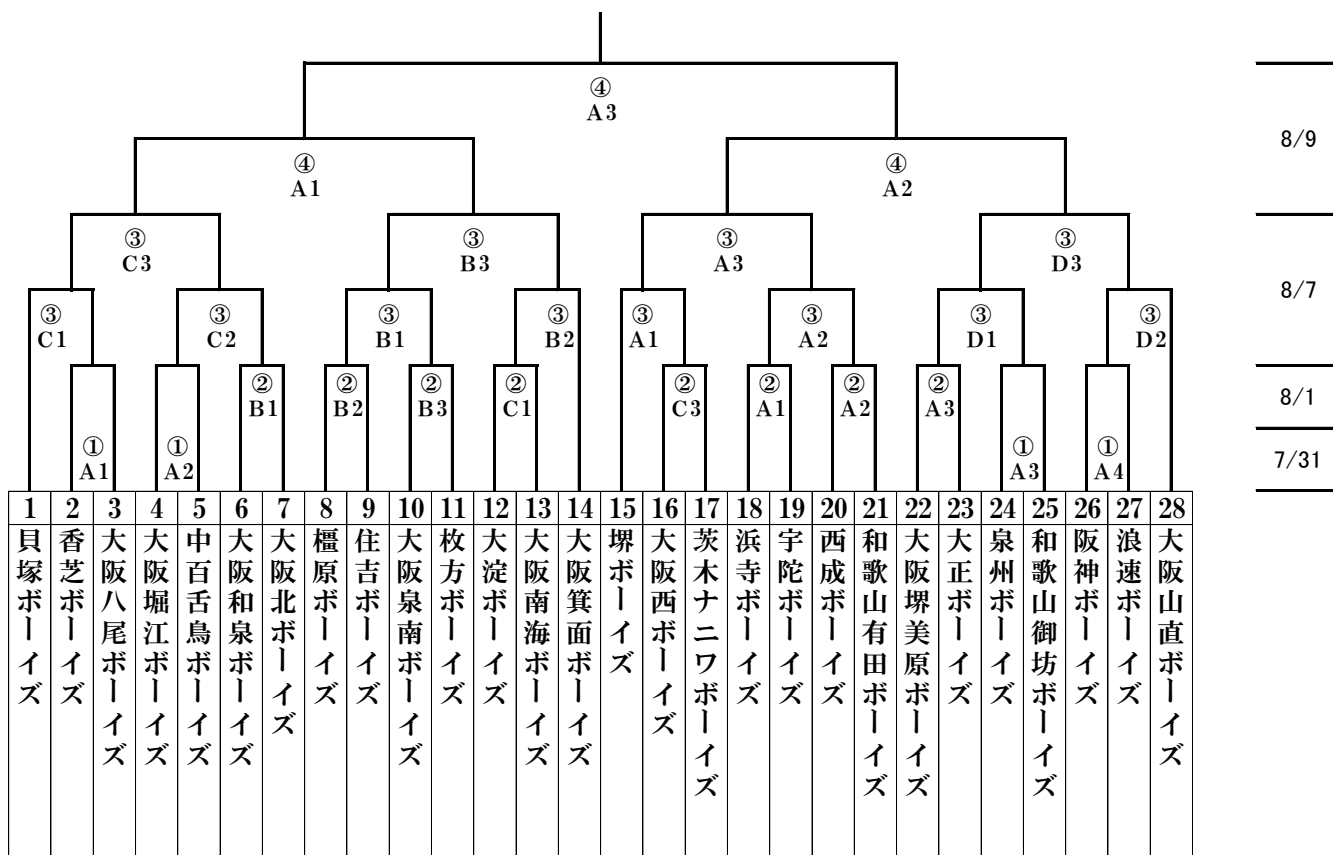 ④
A3
8/9
④
A1
④
A2
③
C3
③
B3
③
A3
③
D3
8/7
③
C1
③
C2
③
B1
③
B2
③
A1
③
A2
③
D1
③
D2
②
B1
②
B2
②
B3
②
C1
②
C3
②
A1
②
A2
②
A3
8/1
①
A1
①
A2
①
A3
①
A4
7/31
1 2 3 4 5 6 7 8 9 10 11 12 13 14 15 16 17 18 19 20 21 22 23 24 25 26 27 28
貝塚ボーイズ
香芝ボーイズ
大阪八尾ボーイズ
大阪堀江ボーイズ
中百舌鳥ボーイズ
大阪和泉ボーイズ
大阪北ボーイズ
橿原ボーイズ
住吉ボーイズ
大阪泉南ボーイズ
枚方ボーイズ
大淀ボーイズ
大阪南海ボーイズ
大阪箕面ボーイズ
堺ボーイズ
大阪西ボーイズ
茨木ナニワボーイズ
浜寺ボーイズ
宇陀ボーイズ
西成ボーイズ
和歌山有田ボーイズ
大阪堺美原ボーイズ
大正ボーイズ
泉州ボーイズ
和歌山御坊ボーイズ
阪神ボーイズ
浪速ボーイズ
大阪山直ボーイズ